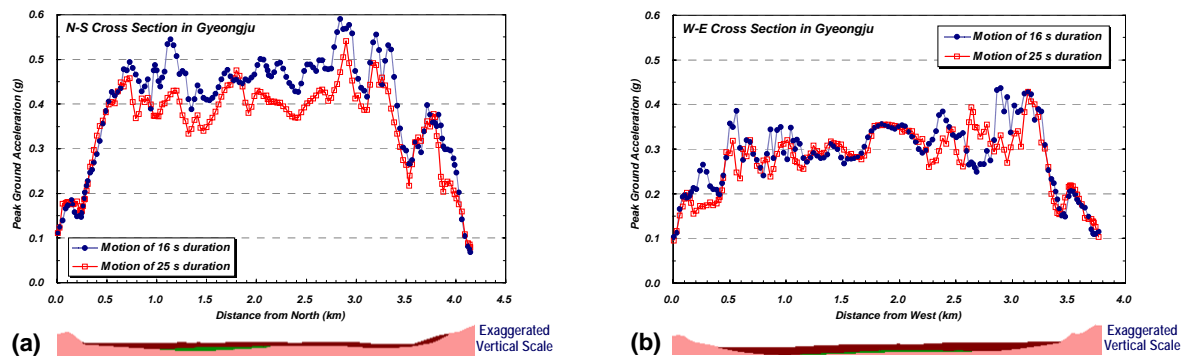 N-S Cross Section in Gyeongju
Peak Ground Acceleration (g)
0.6
0.5
0.4
0.3
0.2
0.1
0.0
Motion of 16 s duration
Motion of 25 s duration
0.0 0.5 1.0 1.5 2.0 2.5 3.0 3.5 4.0 4.5
Distance from North (km)
(a)
Exaggerated
Vertical Scale
W-E Cross Section in Gyeongju
Peak Ground Acceleration (g)
0.6
0.5
0.4
0.3
0.2
0.1
0.0
Motion of 16 s duration
Motion of 25 s duration
0.0 0.5 1.0 1.5 2.0 2.5 3.0 3.5 4.0
Distance from West (km)
(b)
Exaggerated
Vertical Scale